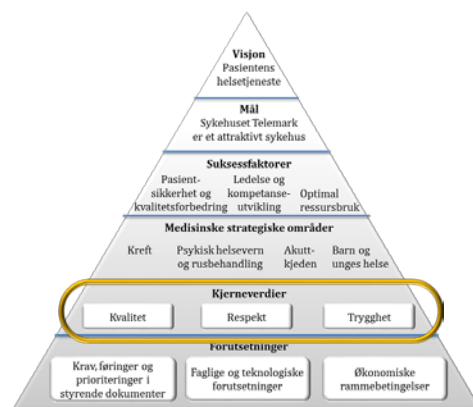 Visjon
Pasientens
helsetjeneste
Mål
Sykehuset Telemark
er et attraktivt sykehus
Suksessfaktorer
Pasient-
sikkerhet og
kvalitetsforbedring
Ledelse og
kompetanse-
utvikling
Optimal
ressursbruk
Medisinske strategiske områder
Kreft
Psykisk helsevern
og rusbehandling
Akutt-
kjeden
Barn og
unges helse
Kjerneverdier
Kvalitet
Respekt
Trygghet
Forutsetninger
Krav, føringer og
prioriteringer i
styrende dokumenter
Faglige og teknologiske
forutsetninger
Økonomiske
rammebetingelser